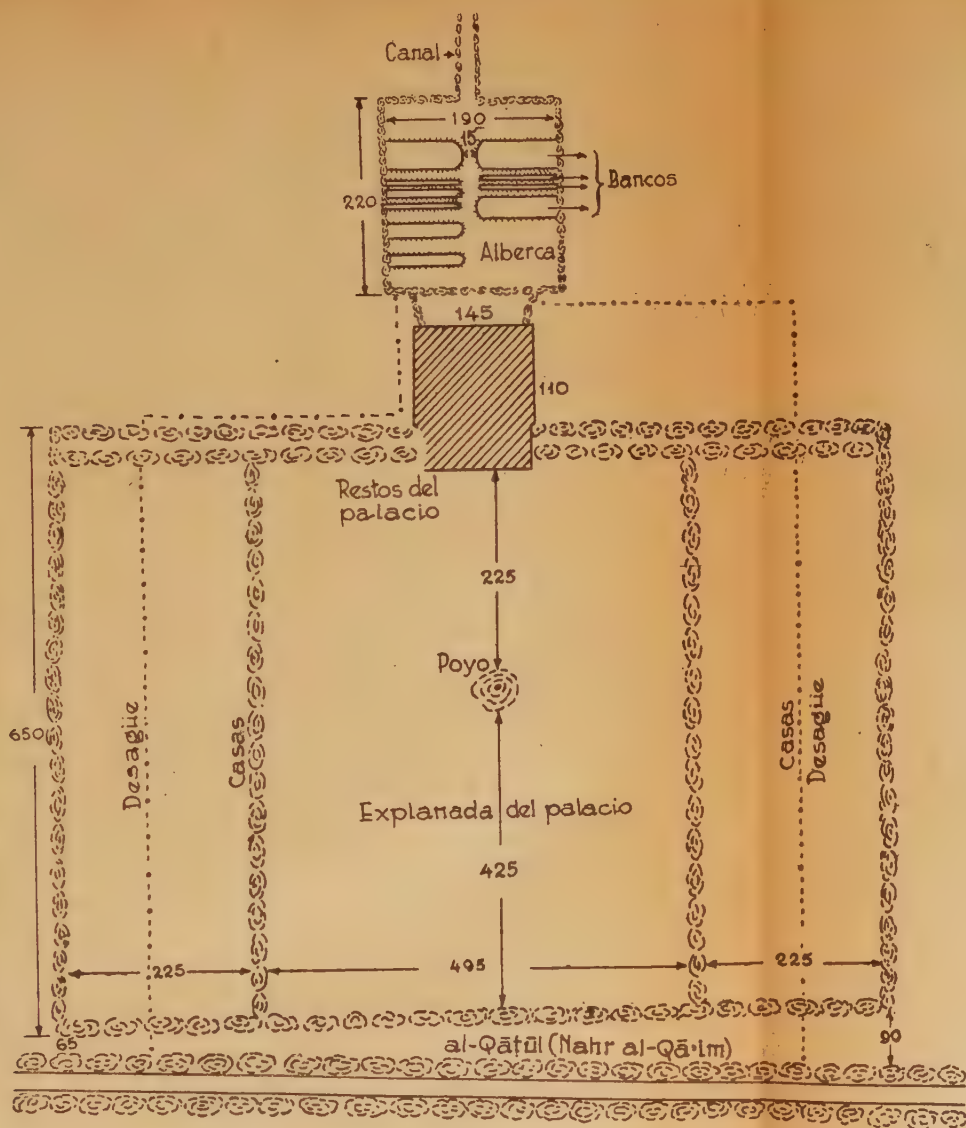 Canal
190
15
220
Bancos
Alberca
145
110
Restos del
palacio
225
Poyo
650
Desagüe
Casas
Casas
Desagüe
Explanada del palacio
425
225
495
225
65
al-Qāṭūl (Nahr al-Qā'im)
90